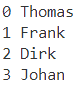 0 Thomas
1 Frank
2 Dirk
3 Johan